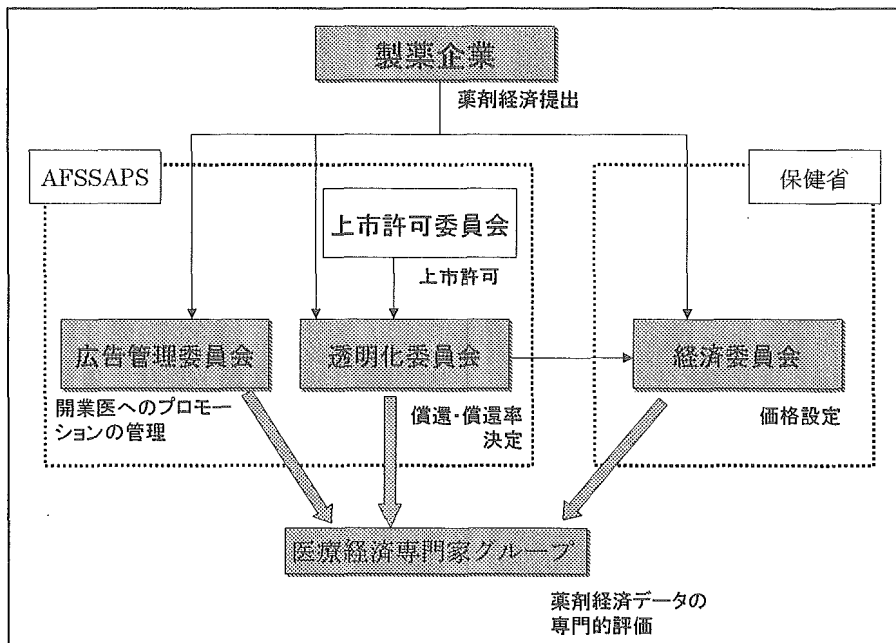 製薬企業
薬剤経済提出
AFSSAPS
保健省
上市許可委員会
上市許可
広告管理委員会
透明化委員会
経済委員会
開業医へのプロモー
ションの管理
償還・償還率
決定
価格設定
医療経済専門家グループ
薬剤経済データの
専門的評価